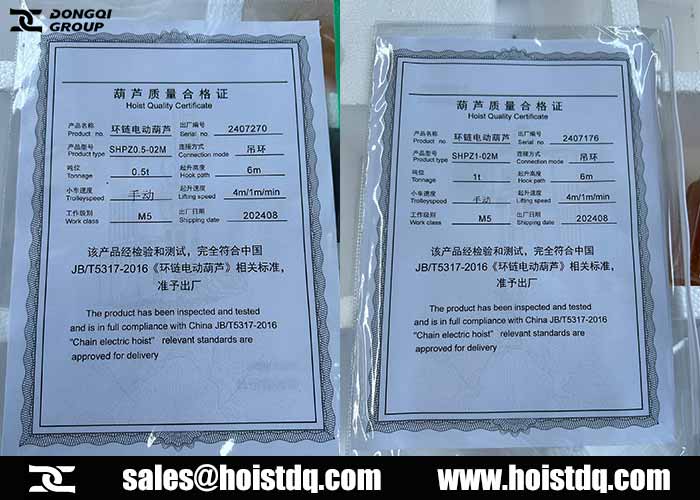 DONGQI
GROUP
葫芦质量合格证
Hoist Quality Certificate
产品名称 环链电动葫芦 出厂编号 2407270
Product no. Serial no.
产品型号 SHPZ0.5-02M 连接方式 吊环
Product type Connection mode
吨位 0.5t 起升高度 6m
Tonnage Hook path
小车速度 手动 起升速度 4m/1m/min
Trolleyspeed Lifting speed
工作级别 M5 出厂日期 202408
Work class Shipping date
该产品经检验和测试，完全符合中国
JB/T5317-2016《环链电动葫芦》相关标准，
准予出厂
The product has been inspected and tested
and is in full compliance with China JB/T5317-2016
“Chain electric hoist” relevant standards are
approved for delivery
葫芦质量合格证
Hoist Quality Certificate
产品名称 环链电动葫芦 出厂编号 2407176
Product no. Serial no.
产品型号 SHPZ1-02M 连接方式 吊环
Product type Connection mode
吨位 1t 起升高度 6m
Tonnage Hook path
小车速度 手动 起升速度 4m/1m/min
Trolleyspeed Lifting speed
工作级别 M5 出厂日期 202408
Work class Shipping date
该产品经检验和测试，完全符合中国
JB/T5317-2016《环链电动葫芦》相关标准，
准予出厂
The product has been inspected and tested
and is in full compliance with China JB/T5317-2016
“Chain electric hoist” relevant standards are
approved for delivery
sales@hoistdq.com www.hoistdq.com